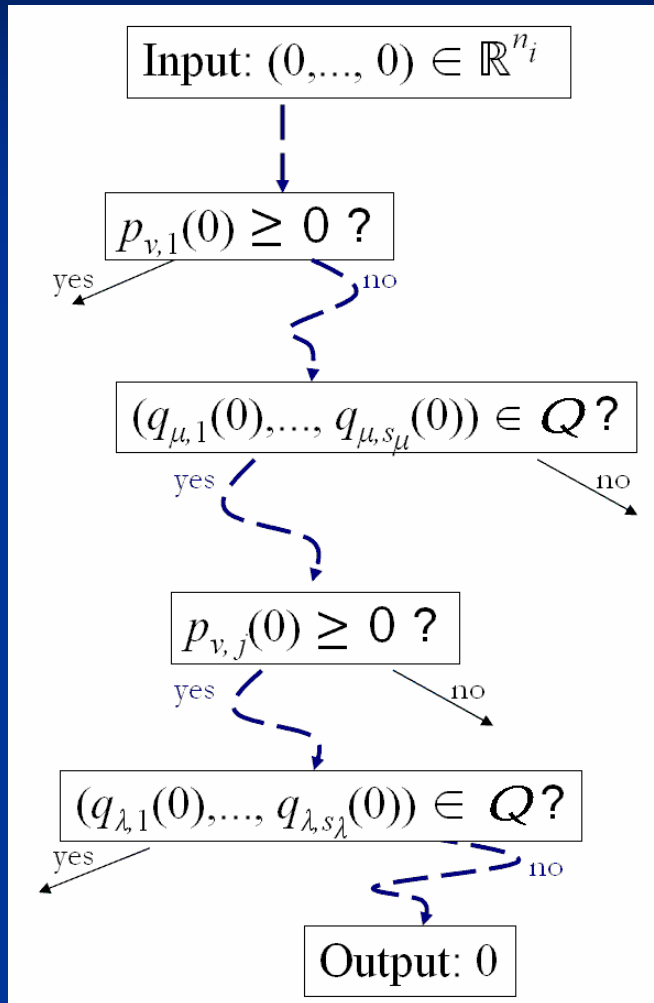 Input: (0,..., 0) ∈ ℝ^{n_i}
p_{ν,1}(0) ≥ 0 ?
yes
no
(q_{μ,1}(0),..., q_{μ,s_μ}(0)) ∈ Q ?
yes
no
p_{ν, j}(0) ≥ 0 ?
yes
no
(q_{λ,1}(0),..., q_{λ,s_λ}(0)) ∈ Q ?
yes
no
Output: 0